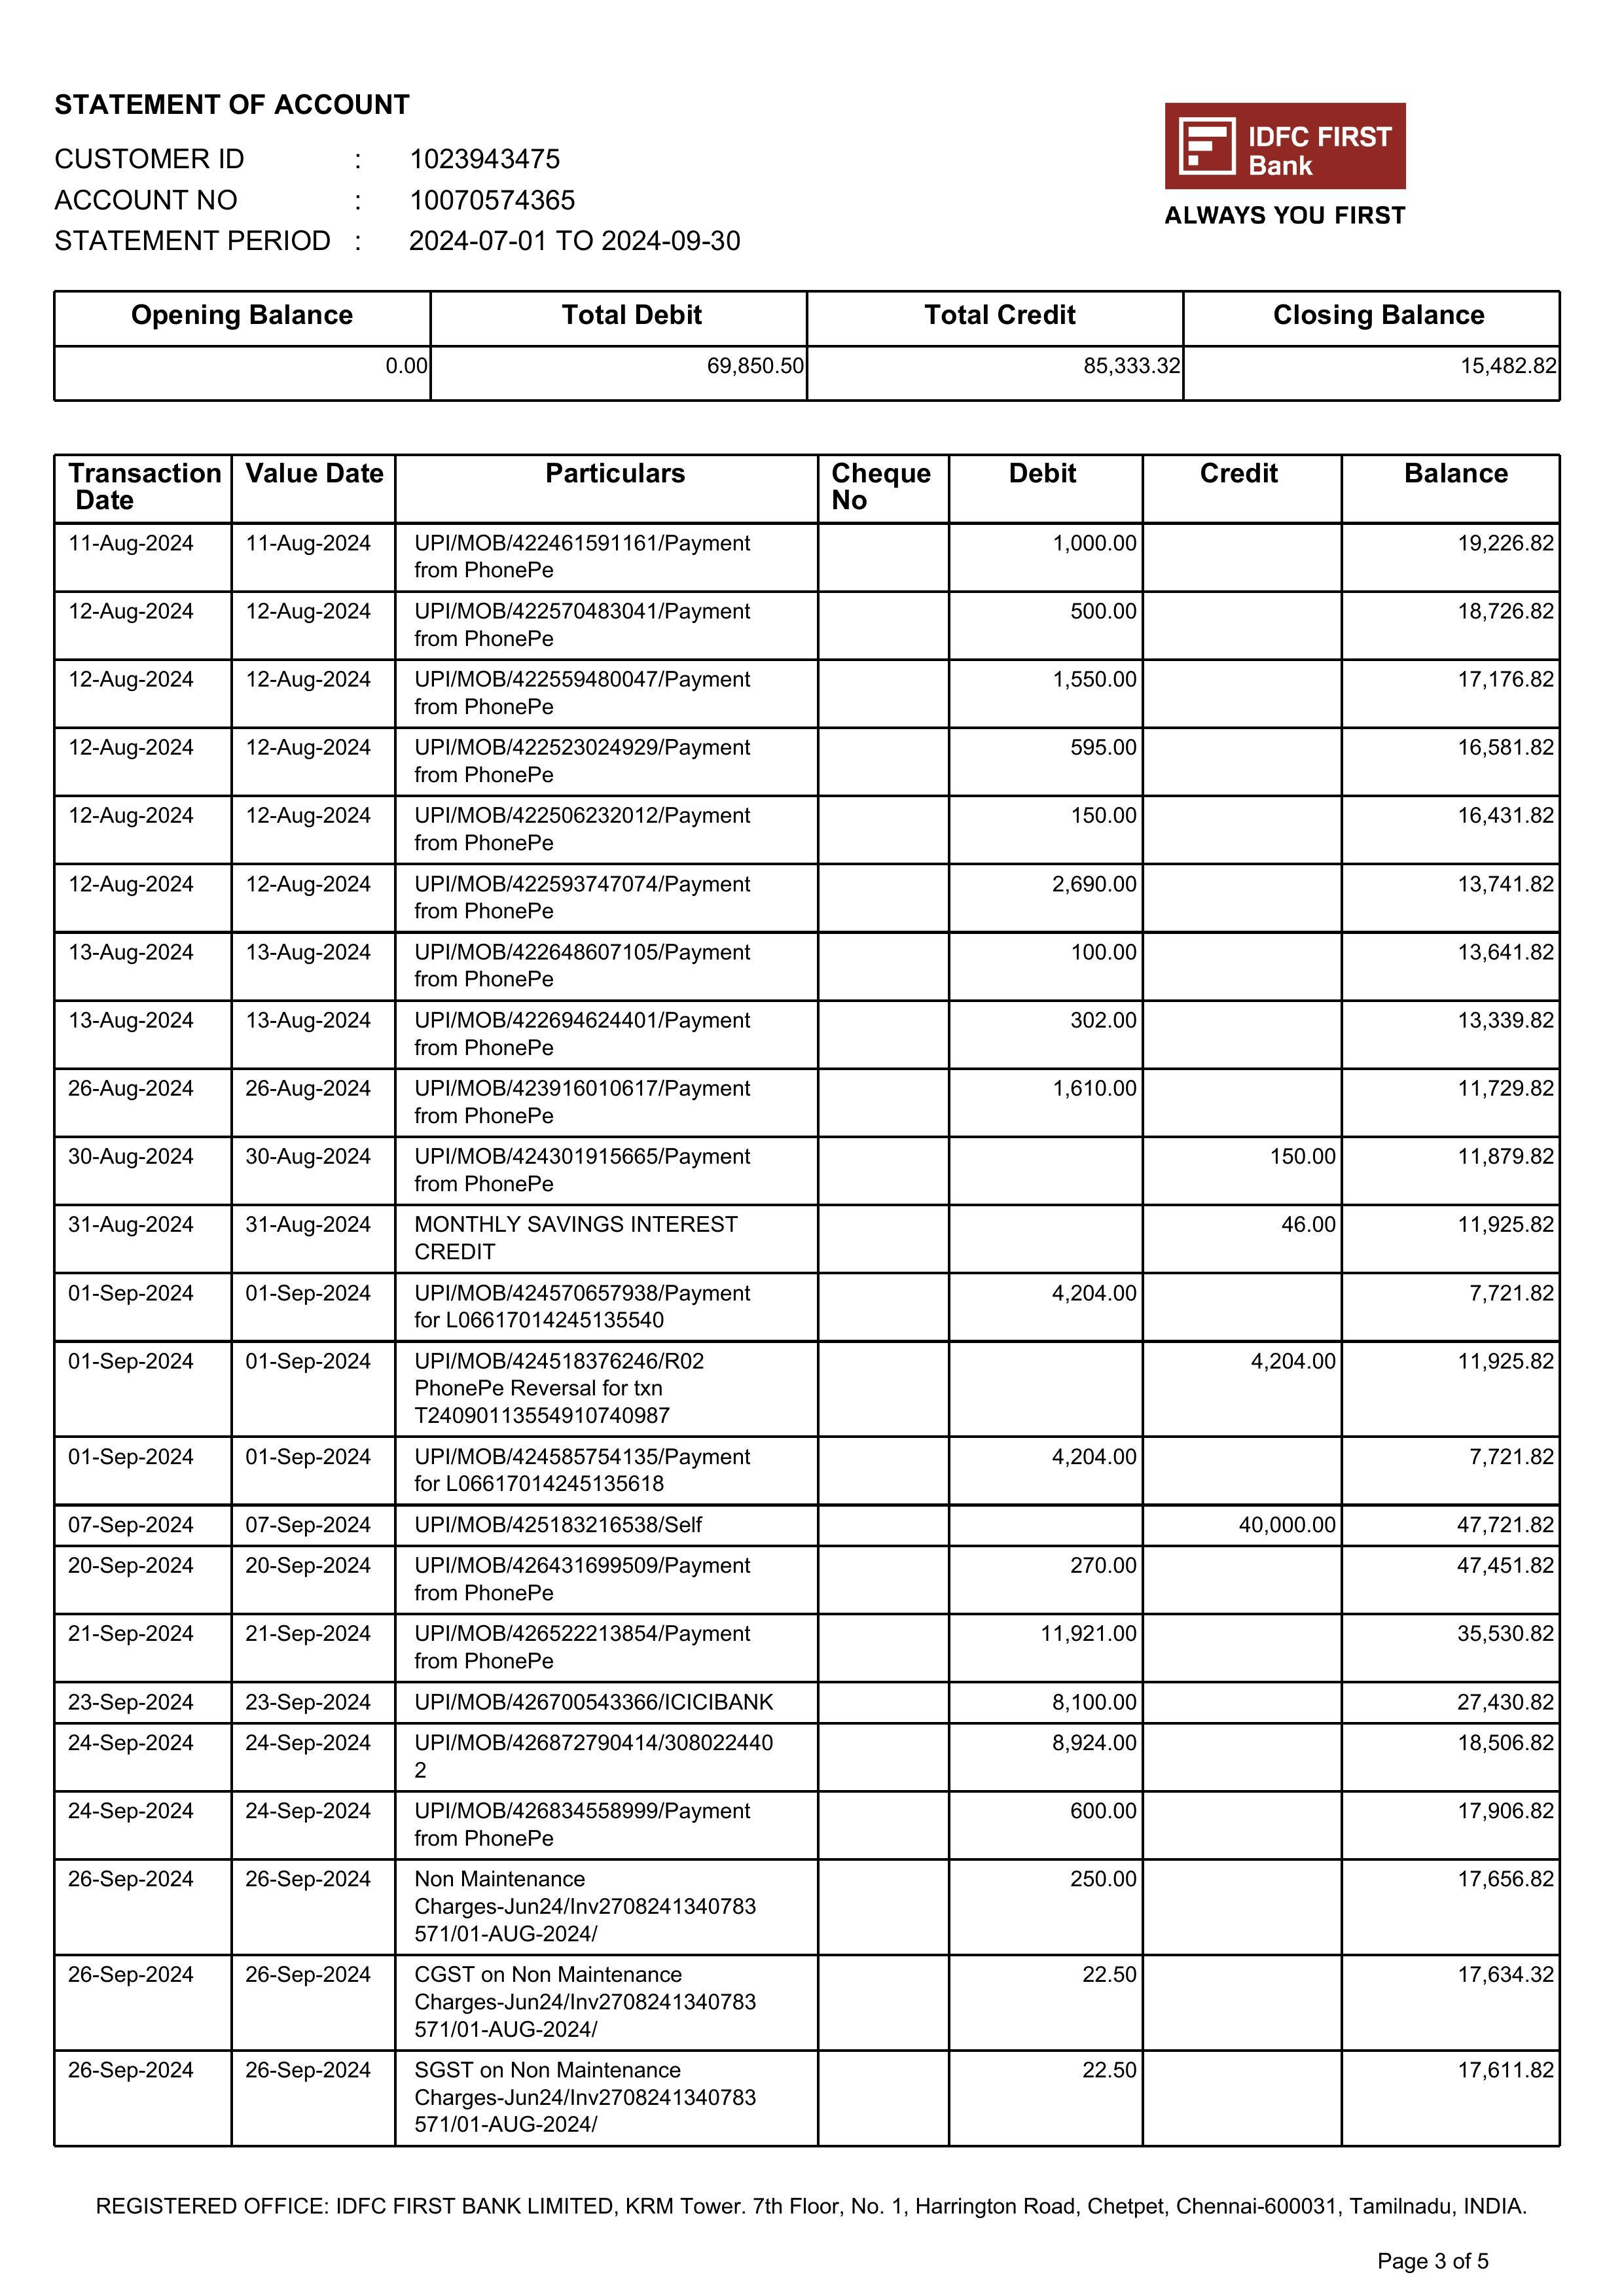 STATEMENT OF ACCOUNT
CUSTOMER ID : 1023943475
ACCOUNT NO : 10070574365
STATEMENT PERIOD : 2024-07-01 TO 2024-09-30
IDFC FIRST
Bank
ALWAYS YOU FIRST
Opening Balance Total Debit Total Credit Closing Balance
0.00 69,850.50 85,333.32 15,482.82
Transaction Value Date Particulars Cheque Debit Credit Balance
Date No
11-Aug-2024 11-Aug-2024 UPI/MOB/422461591161/Payment 1,000.00 19,226.82
from PhonePe
12-Aug-2024 12-Aug-2024 UPI/MOB/422570483041/Payment 500.00 18,726.82
from PhonePe
12-Aug-2024 12-Aug-2024 UPI/MOB/422559480047/Payment 1,550.00 17,176.82
from PhonePe
12-Aug-2024 12-Aug-2024 UPI/MOB/422523024929/Payment 595.00 16,581.82
from PhonePe
12-Aug-2024 12-Aug-2024 UPI/MOB/422506232012/Payment 150.00 16,431.82
from PhonePe
12-Aug-2024 12-Aug-2024 UPI/MOB/422593747074/Payment 2,690.00 13,741.82
from PhonePe
13-Aug-2024 13-Aug-2024 UPI/MOB/422648607105/Payment 100.00 13,641.82
from PhonePe
13-Aug-2024 13-Aug-2024 UPI/MOB/422694624401/Payment 302.00 13,339.82
from PhonePe
26-Aug-2024 26-Aug-2024 UPI/MOB/423916010617/Payment 1,610.00 11,729.82
from PhonePe
30-Aug-2024 30-Aug-2024 UPI/MOB/424301915665/Payment 150.00 11,879.82
from PhonePe
31-Aug-2024 31-Aug-2024 MONTHLY SAVINGS INTEREST 46.00 11,925.82
CREDIT
01-Sep-2024 01-Sep-2024 UPI/MOB/424570657938/Payment 4,204.00 7,721.82
for L06617014245135540
01-Sep-2024 01-Sep-2024 UPI/MOB/424518376246/R02 4,204.00 11,925.82
PhonePe Reversal for txn
T24090113554910740987
01-Sep-2024 01-Sep-2024 UPI/MOB/424585754135/Payment 4,204.00 7,721.82
for L06617014245135618
07-Sep-2024 07-Sep-2024 UPI/MOB/425183216538/Self 40,000.00 47,721.82
20-Sep-2024 20-Sep-2024 UPI/MOB/426431699509/Payment 270.00 47,451.82
from PhonePe
21-Sep-2024 21-Sep-2024 UPI/MOB/426522213854/Payment 11,921.00 35,530.82
from PhonePe
23-Sep-2024 23-Sep-2024 UPI/MOB/426700543366/ICICIBANK 8,100.00 27,430.82
24-Sep-2024 24-Sep-2024 UPI/MOB/426872790414/308022440 8,924.00 18,506.82
2
24-Sep-2024 24-Sep-2024 UPI/MOB/426834558999/Payment 600.00 17,906.82
from PhonePe
26-Sep-2024 26-Sep-2024 Non Maintenance 250.00 17,656.82
Charges-Jun24/Inv2708241340783
571/01-AUG-2024/
26-Sep-2024 26-Sep-2024 CGST on Non Maintenance 22.50 17,634.32
Charges-Jun24/Inv2708241340783
571/01-AUG-2024/
26-Sep-2024 26-Sep-2024 SGST on Non Maintenance 22.50 17,611.82
Charges-Jun24/Inv2708241340783
571/01-AUG-2024/
REGISTERED OFFICE: IDFC FIRST BANK LIMITED, KRM Tower. 7th Floor, No. 1, Harrington Road, Chetpet, Chennai-600031, Tamilnadu, INDIA.
Page 3 of 5